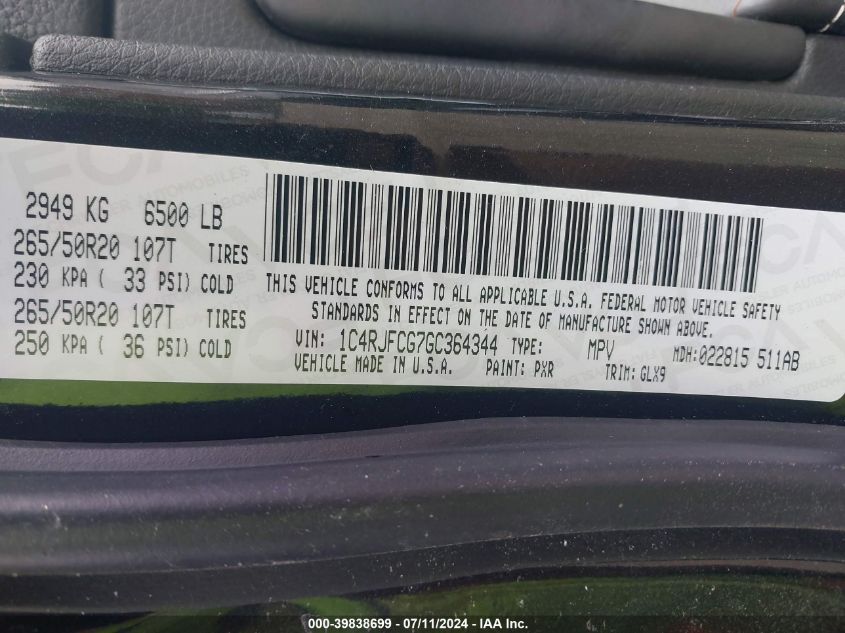 2949 KG 6500 LB
265/50R20 107T TIRES
230 KPA ( 33 PSI) COLD
265/50R20 107T TIRES
250 KPA ( 36 PSI) COLD
THIS VEHICLE CONFORMS TO ALL APPLICABLE U.S.A. FEDERAL MOTOR VEHICLE SAFETY
STANDARDS IN EFFECT ON THE DATE OF MANUFACTURE SHOWN ABOVE.
VIN: 1C4RJFCG7GC364344 TYPE: MPV MDH:022815 511AB
VEHICLE MADE IN U.S.A. PAINT: PXR TRIM: GLX9
000-39838699 - 07/11/2024 - IAA Inc.